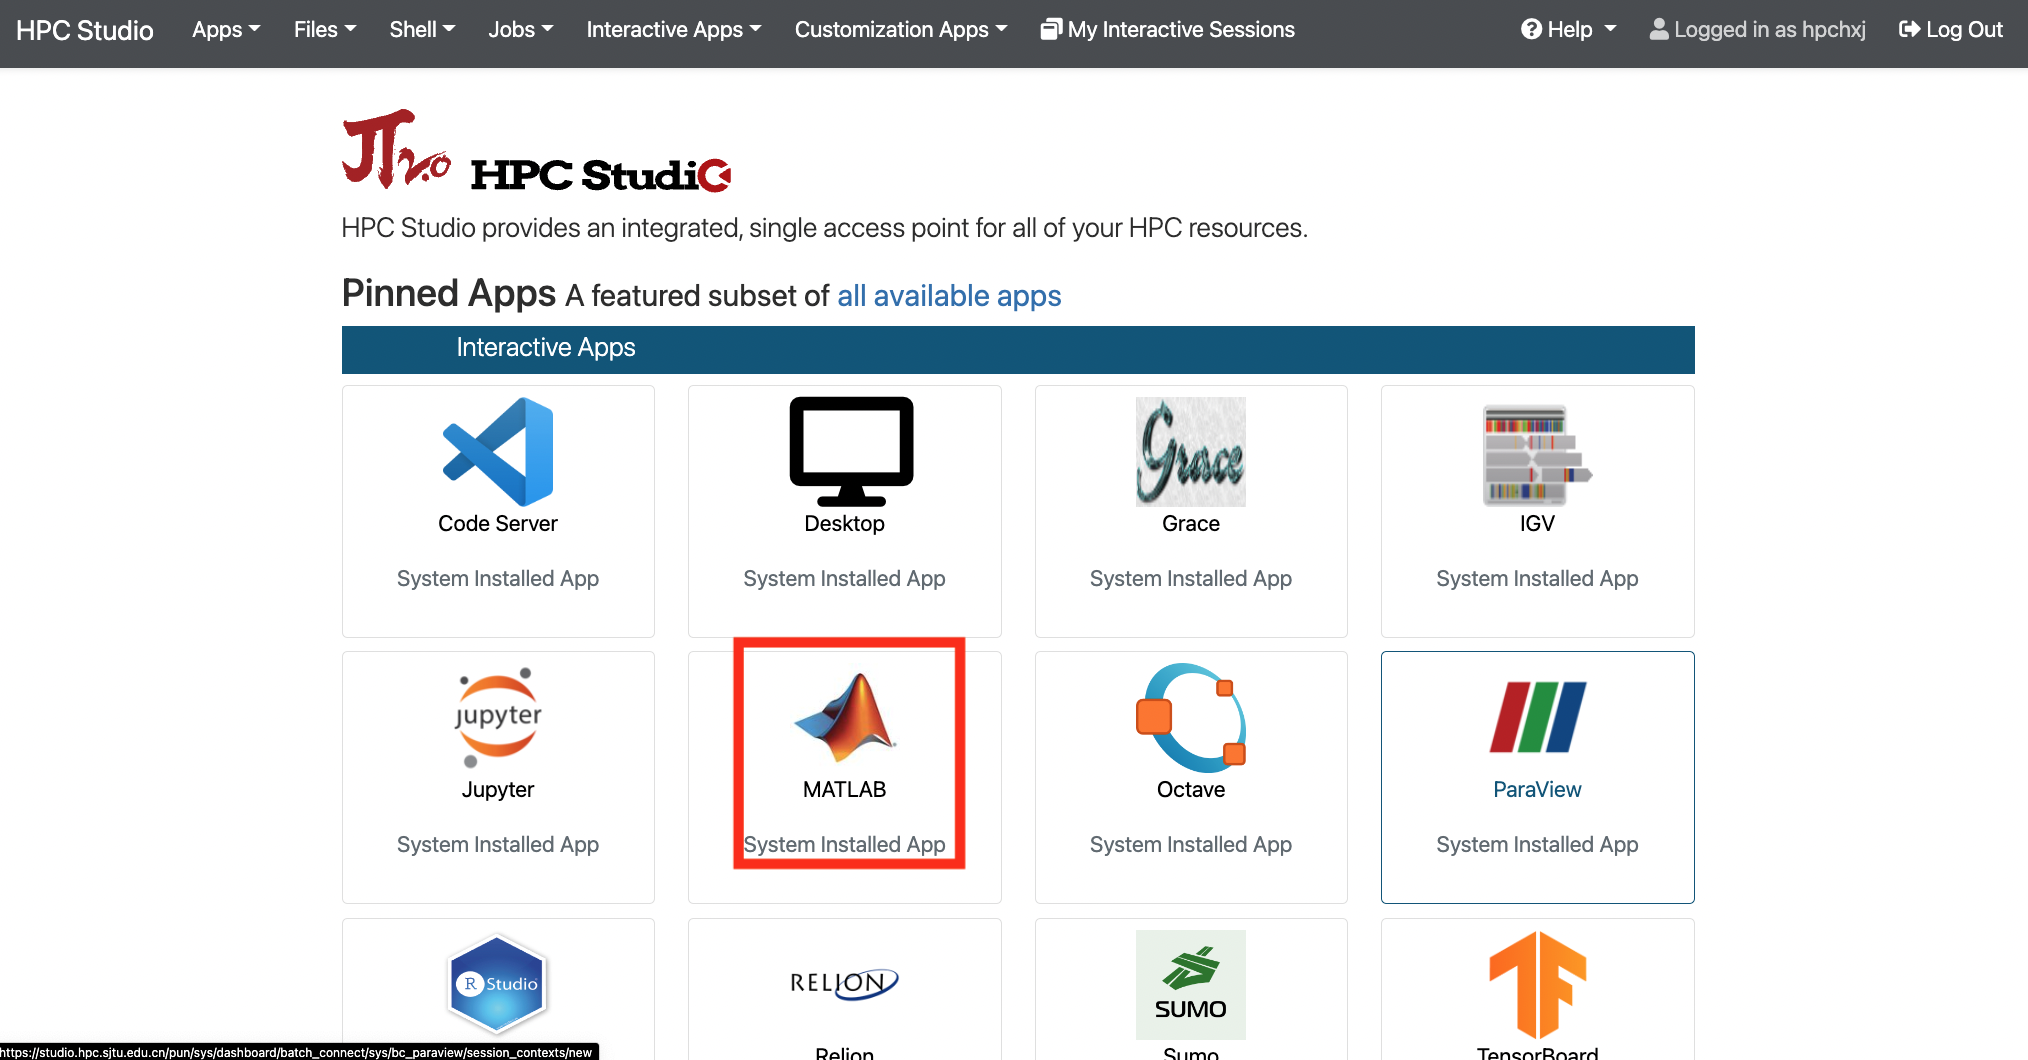 HPC Studio Apps Files Shell Jobs Interactive Apps Customization Apps My Interactive Sessions Help Logged in as hpchxj Log Out
π2.0 HPC Studio
HPC Studio provides an integrated, single access point for all of your HPC resources.
Pinned Apps A featured subset of all available apps
Interactive Apps
Grace
Code Server Desktop Grace IGV
System Installed App System Installed App System Installed App System Installed App
jupyter
Jupyter MATLAB Octave ParaView
System Installed App System Installed App System Installed App System Installed App
R Studio RELION SUMO
Relion Sumo TensorBoard
https://studio.hpc.sjtu.edu.cn/pun/sys/dashboard/batch_connect/sys/bc_paraview/session_contexts/new